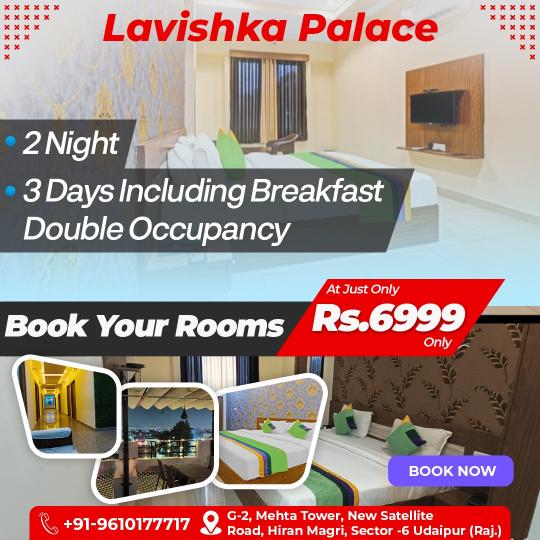 Lavishka Palace
2 Night
3 Days Including Breakfast
Double Occupancy
At Just Only
Book Your Rooms
Rs.6999
Only
BOOK NOW
+91-9610177717
G-2, Mehta Tower, New Satellite
Road, Hiran Magri, Sector -6 Udaipur (Raj.)